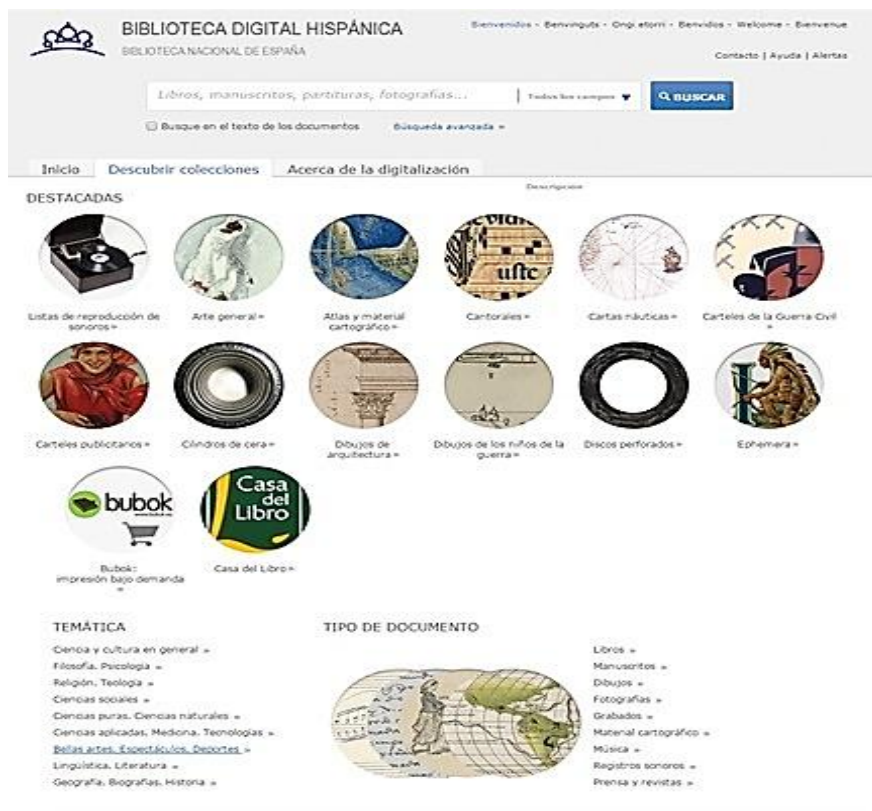 BIBLIOTECA DIGITAL HISPÁNICA
BIBLIOTECA NACIONAL DE ESPAÑA
Bienvenidos - Benvinguts - Ongi etorri - Benvidos - Welcome - Bienvenue
Contacto | Ayuda | Alertas
Libros, manuscritos, partituras, fotografías...
Todos los campos
BUSCAR
Busque en el texto de los documentos
Búsqueda avanzada »
Inicio
Descubrir colecciones
Acerca de la digitalización
Descripción
DESTACADAS
uſtc
Listas de reproducción de
sonoros »
Arte general »
Atlas y material
cartográfico »
Cantorales »
Cartas náuticas »
Carteles de la Guerra Civil
»
Carteles publicitarios »
Cilindros de cera »
Dibujos de
arquitectura »
Dibujos de los niños de la
guerra »
Discos perforados »
Ephemera »
bubok
Casa
del
Libro
Bubok:
impresión bajo demanda
»
Casa del Libro »
TEMÁTICA
Ciencia y cultura en general »
Filosofía. Psicología »
Religión. Teología »
Ciencias sociales »
Ciencias puras. Ciencias naturales »
Ciencias aplicadas. Medicina. Tecnologías »
Bellas artes. Espectáculos. Deportes »
Lingüística. Literatura »
Geografía. Biografías. Historia »
TIPO DE DOCUMENTO
Libros »
Manuscritos »
Dibujos »
Fotografías »
Grabados »
Material cartográfico »
Música »
Registros sonoros »
Prensa y revistas »